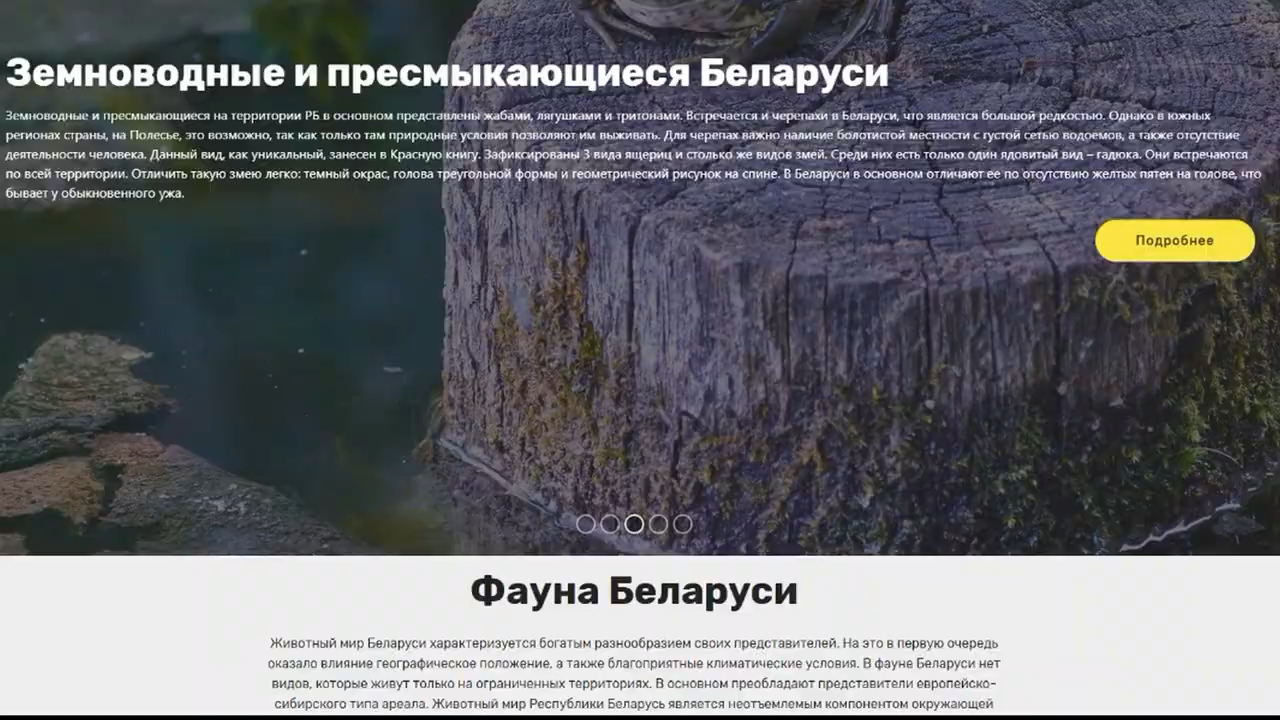 Земноводные и пресмыкающиеся Беларуси
Земноводные и пресмыкающиеся на территории РБ в основном представлены жабами, лягушками и тритонами. Встречается и черепахи в Беларуси, что является большой редкостью. Однако в южных
регионах страны, на Полесье, это возможно, так как только там природные условия позволяют им выживать. Для черепах важно наличие болотистой местности с густой сетью водоемов, а также отсутствие
деятельности человека. Данный вид, как уникальный, занесен в Красную книгу. Зафиксированы 3 вида ящериц и столько же видов змей. Среди них есть только один ядовитый вид – гадюка. Они встречаются
по всей территории. Отличить такую змею легко: темный окрас, голова треугольной формы и геометрический рисунок на спине. В Беларуси в основном отличают ее по отсутствию желтых пятен на голове, что
бывает у обыкновенного ужа.
Подробнее
Фауна Беларуси
Животный мир Беларуси характеризуется богатым разнообразием своих представителей. На это в первую очередь
оказало влияние географическое положение, а также благоприятные климатические условия. В фауне Беларуси нет
видов, которые живут только на ограниченных территориях. В основном преобладают представители европейско-
сибирского типа ареала. Животный мир Республики Беларусь является неотъемлемым компонентом окружающей